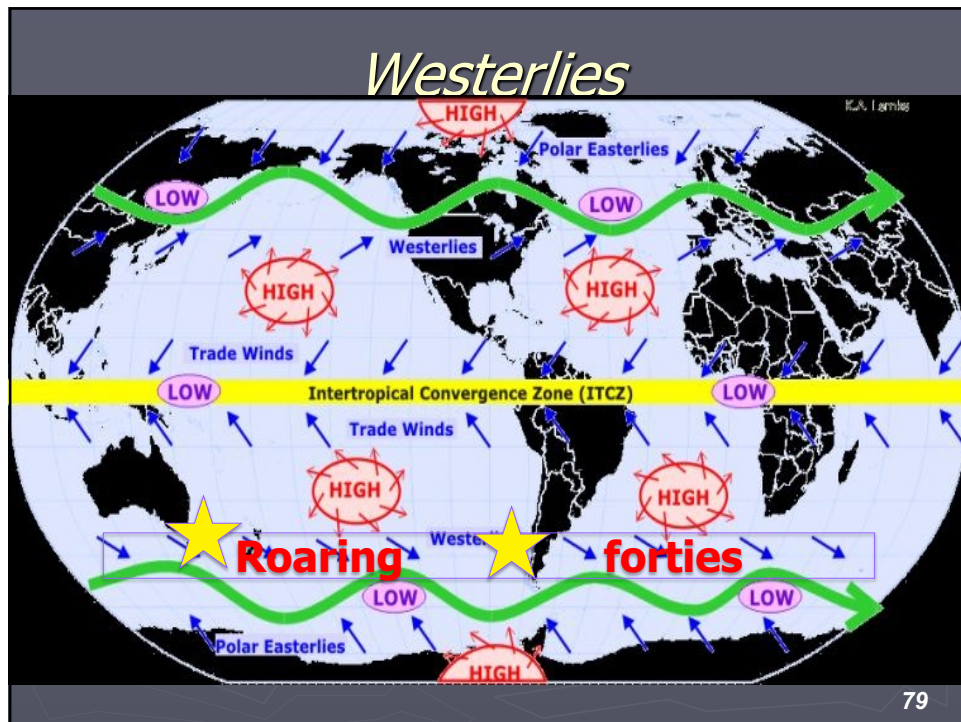 Westerlies
HIGH
Polar Easterlies
LOW
LOW
Westerlies
HIGH
HIGH
Trade Winds
LOW
Intertropical Convergence Zone (ITCZ)
LOW
Trade Winds
HIGH
HIGH
Roaring forties
LOW
LOW
Polar Easterlies
HIGH
79